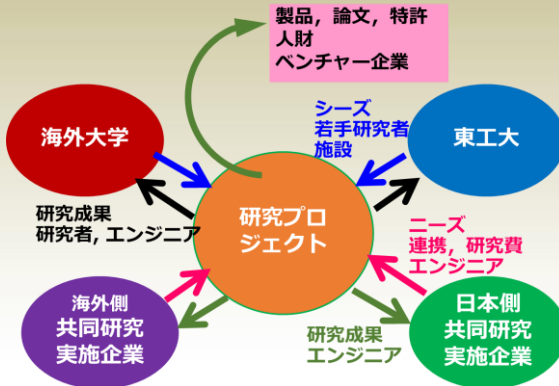 製品，論文，特許
人財
ベンチャー企業
海外大学
シーズ
若手研究者
施設
東工大
研究成果
研究者，エンジニア
研究プロ
ジェクト
ニーズ
連携，研究費
エンジニア
海外側
共同研究
実施企業
研究成果
エンジニア
日本側
共同研究
実施企業